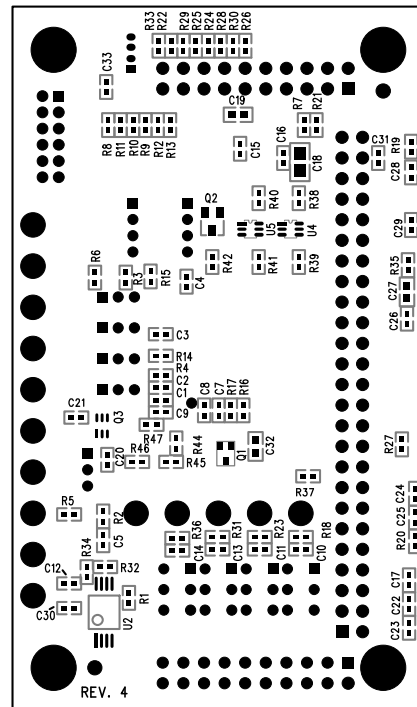 R33
R22
R29
R25
R24
R28
R30
R26
C33
C19
R7
R21
R8
R11
R10
R9
R12
R13
C15
C16
C18
C31
R19
C28
Q2
R40
R38
U5
U4
C29
R6
R3
R15
C4
R42
R41
R39
R35
C27
C26
C3
R14
R4
C2
C1
C9
C8
C7
R17
R16
C21
Q3
R47
R44
R46
R45
C20
Q1
C32
R27
R37
C24
C25
R20
R5
R2
C5
R36
R31
R23
R18
C14
C13
C11
C10
R34
R32
C12
C30
R1
U2
C17
C22
C23
REV. 4